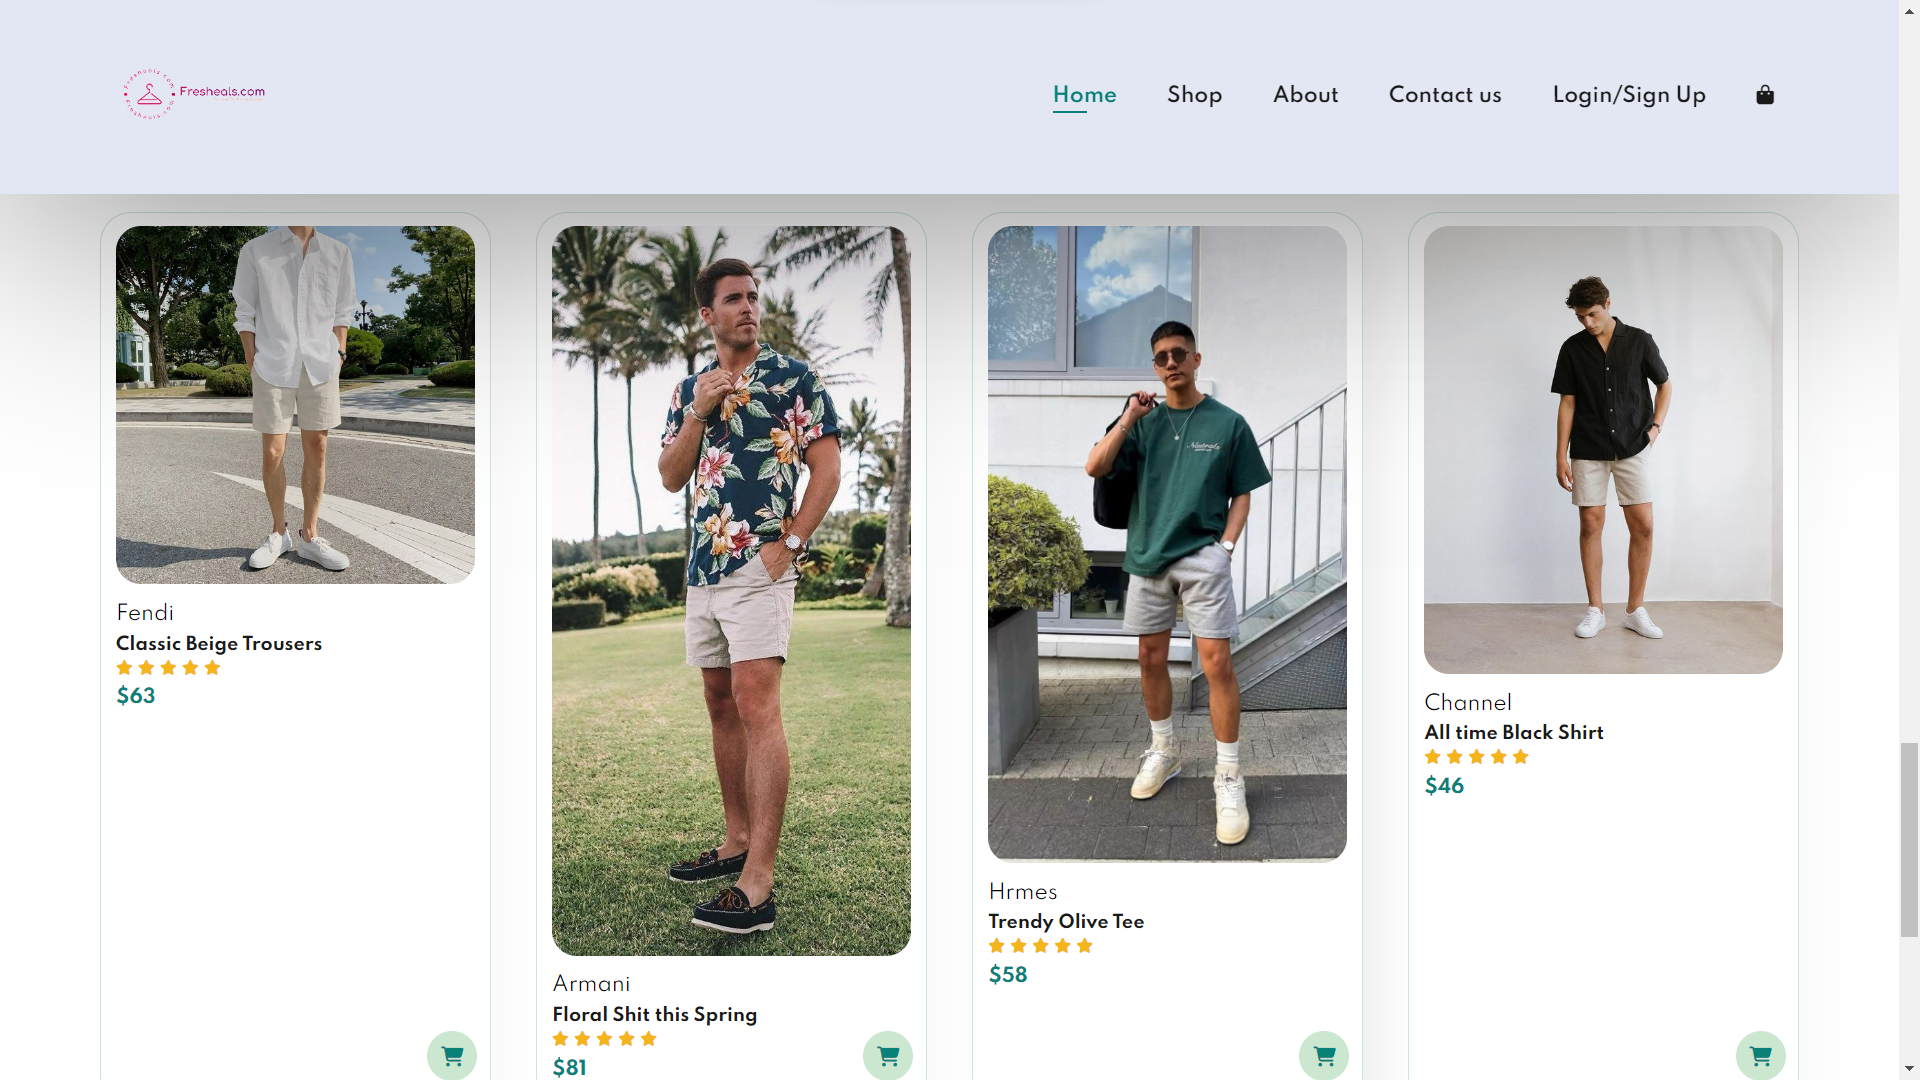 Fresheals.com
Home
Shop
About
Contact us
Login/Sign Up
Fendi
Classic Beige Trousers
$63
Armani
Floral Shit this Spring
$81
Hrmes
Trendy Olive Tee
$58
Channel
All time Black Shirt
$46